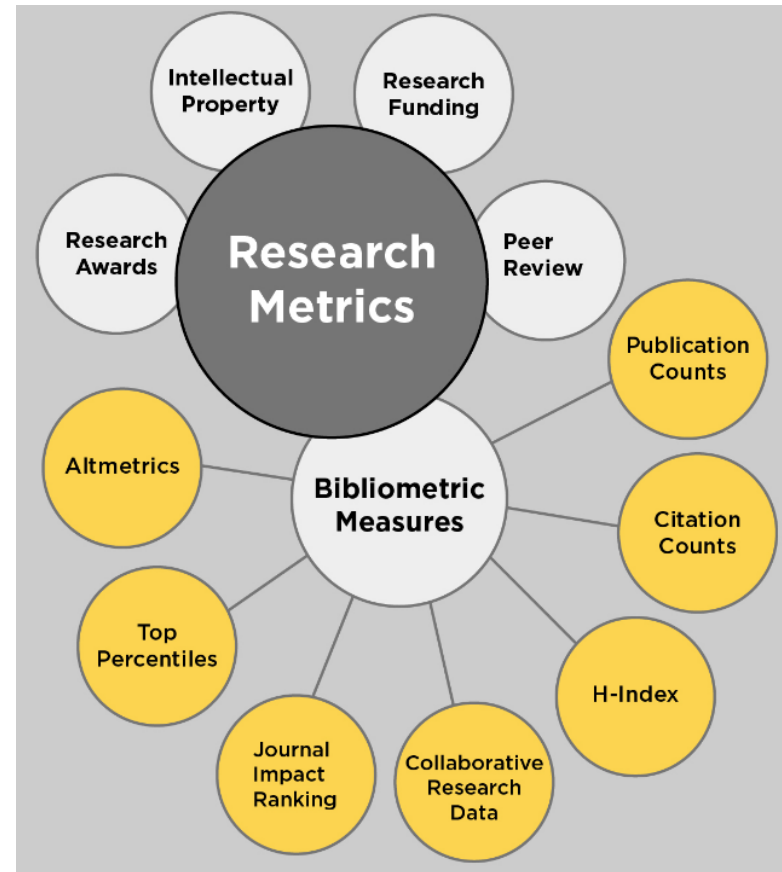 Intellectual
Property
Research
Funding
Research
Awards
Research
Metrics
Peer
Review
Publication
Counts
Altmetrics
Bibliometric
Measures
Citation
Counts
Top
Percentiles
H-Index
Journal
Impact
Ranking
Collaborative
Research
Data